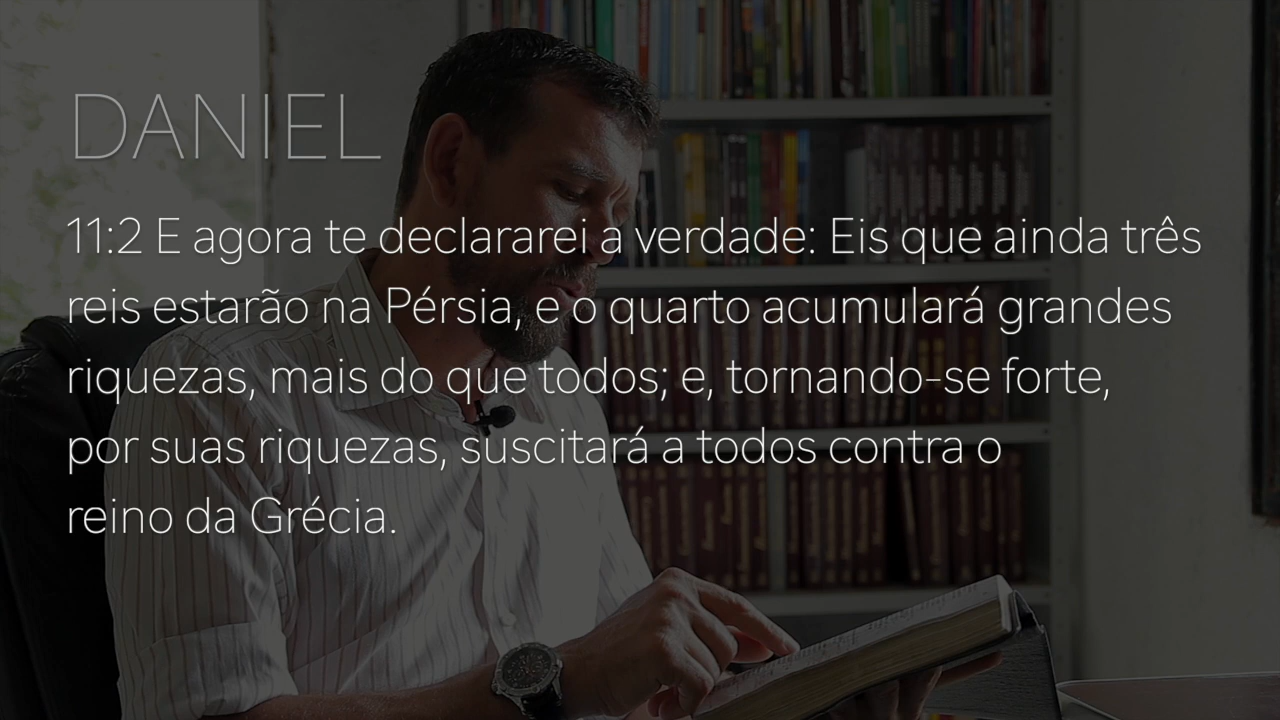 DANIEL
11:2 E agora te declararei a verdade: Eis que ainda três
reis estarão na Pérsia, e o quarto acumulará grandes
riquezas, mais do que todos; e, tornando-se forte,
por suas riquezas, suscitará a todos contra o
reino da Grécia.